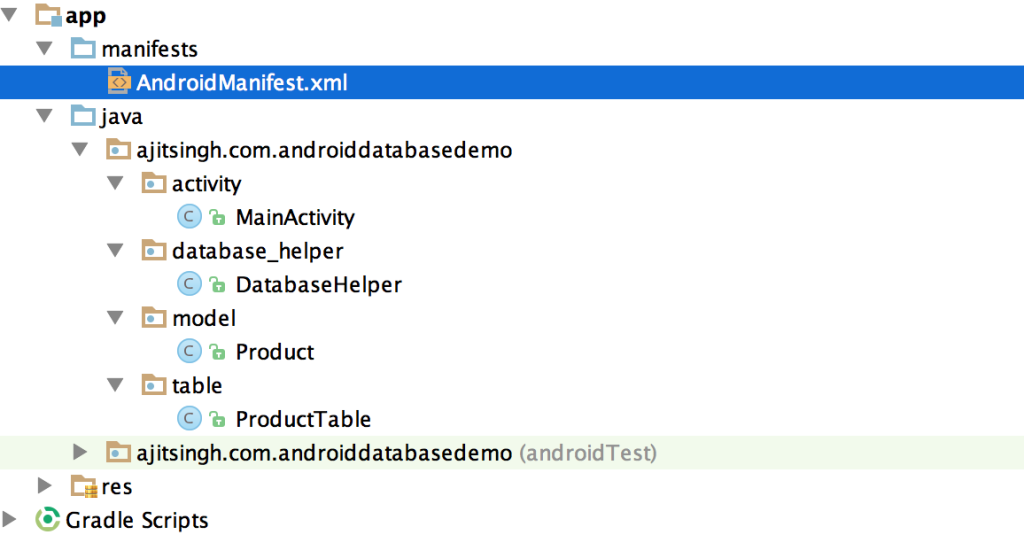 app
manifests
AndroidManifest.xml
java
ajitsingh.com.androiddatabasedemo
activity
MainActivity
database_helper
DatabaseHelper
model
Product
table
ProductTable
ajitsingh.com.androiddatabasedemo (androidTest)
res
Gradle Scripts